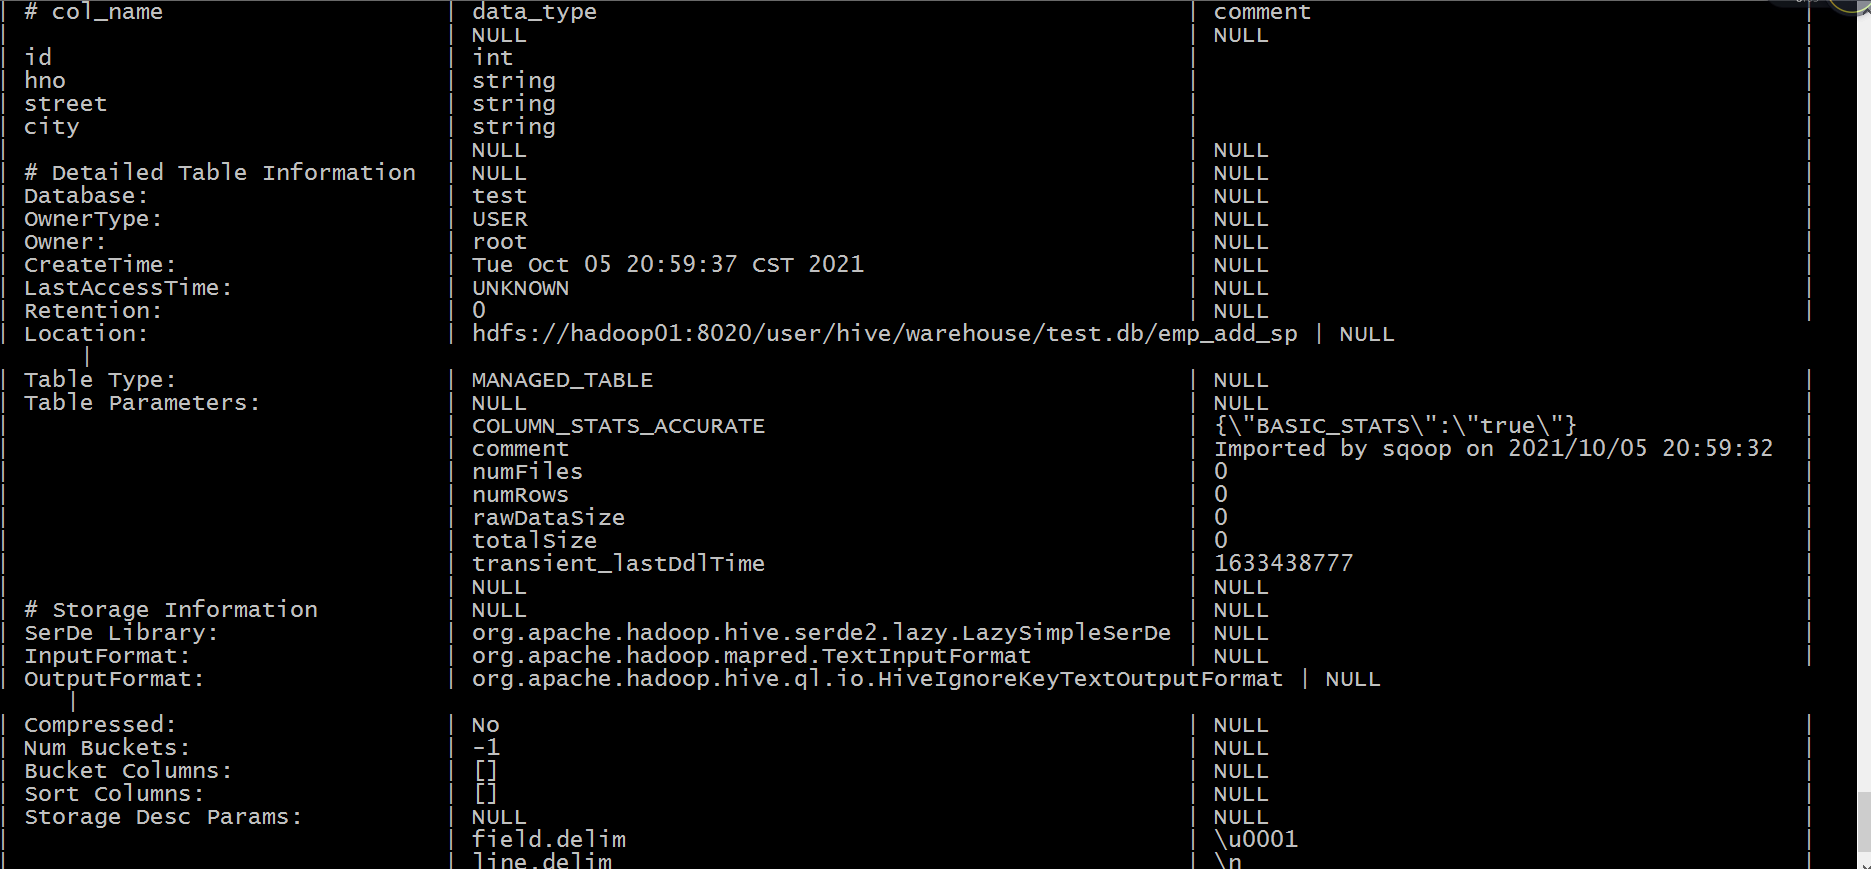 | # col_name | data_type | comment |
| | NULL | NULL |
| id | int | |
| hno | string | |
| street | string | |
| city | string | |
| | NULL | NULL |
| # Detailed Table Information | NULL | NULL |
| Database: | test | NULL |
| OwnerType: | USER | NULL |
| Owner: | root | NULL |
| CreateTime: | Tue Oct 05 20:59:37 CST 2021 | NULL |
| LastAccessTime: | UNKNOWN | NULL |
| Retention: | 0 | NULL |
| Location: | hdfs://hadoop01:8020/user/hive/warehouse/test.db/emp_add_sp | NULL
|
| Table Type: | MANAGED_TABLE | NULL |
| Table Parameters: | NULL | NULL |
| | COLUMN_STATS_ACCURATE | {\"BASIC_STATS\":\"true\"} |
| | comment | Imported by sqoop on 2021/10/05 20:59:32 |
| | numFiles | 0 |
| | numRows | 0 |
| | rawDataSize | 0 |
| | totalSize | 0 |
| | transient_lastDdlTime | 1633438777 |
| | NULL | NULL |
| # Storage Information | NULL | NULL |
| SerDe Library: | org.apache.hadoop.hive.serde2.lazy.LazySimpleSerDe | NULL |
| InputFormat: | org.apache.hadoop.mapred.TextInputFormat | NULL |
| OutputFormat: | org.apache.hadoop.hive.ql.io.HiveIgnoreKeyTextOutputFormat | NULL
|
| Compressed: | No | NULL |
| Num Buckets: | -1 | NULL |
| Bucket Columns: | [] | NULL |
| Sort Columns: | [] | NULL |
| Storage Desc Params: | NULL | NULL |
| | field.delim | \u0001 |
| | line.delim | \n |